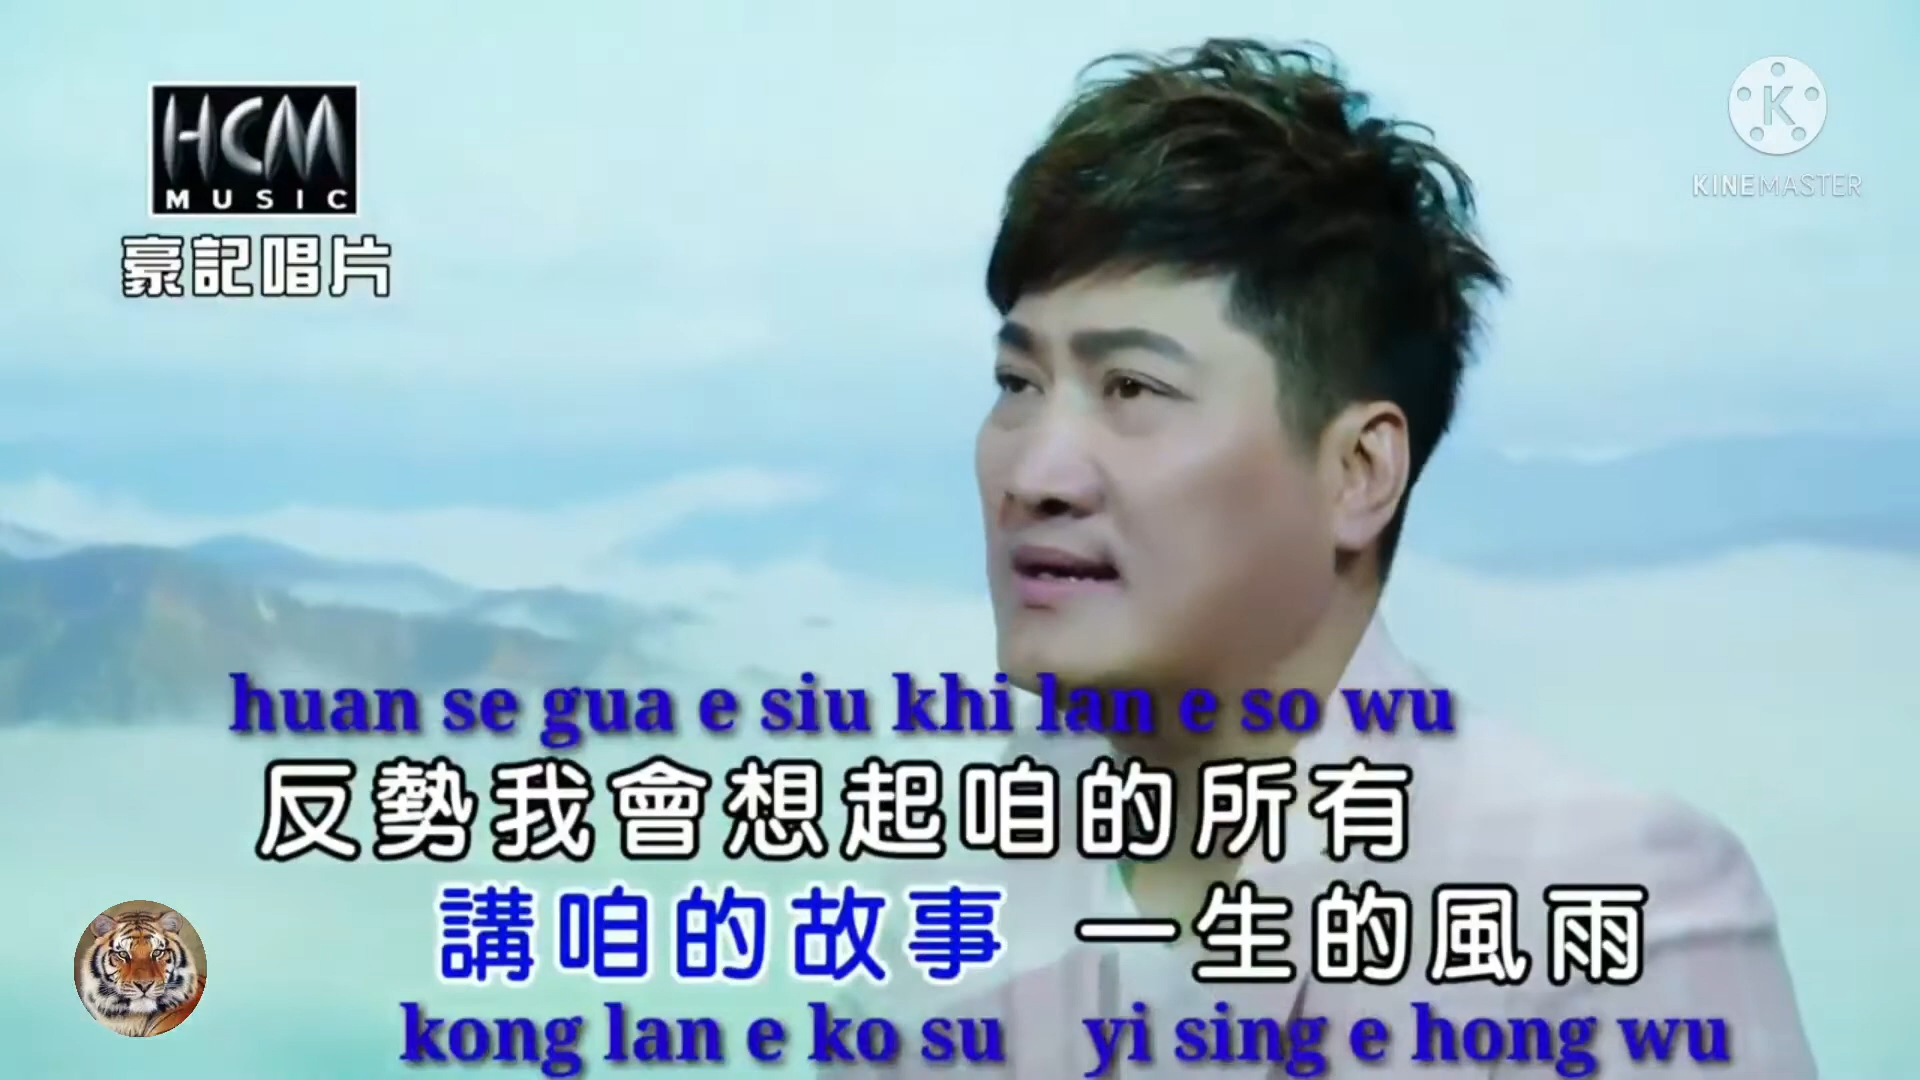 HCM
MUSIC
豪記唱片
K
KINEMASTER
huan se gua e siu khi lan e so wu
反勢我會想起咱的所有
講咱的故事 一生的風雨
kong lan e ko su yi sing e hong wu